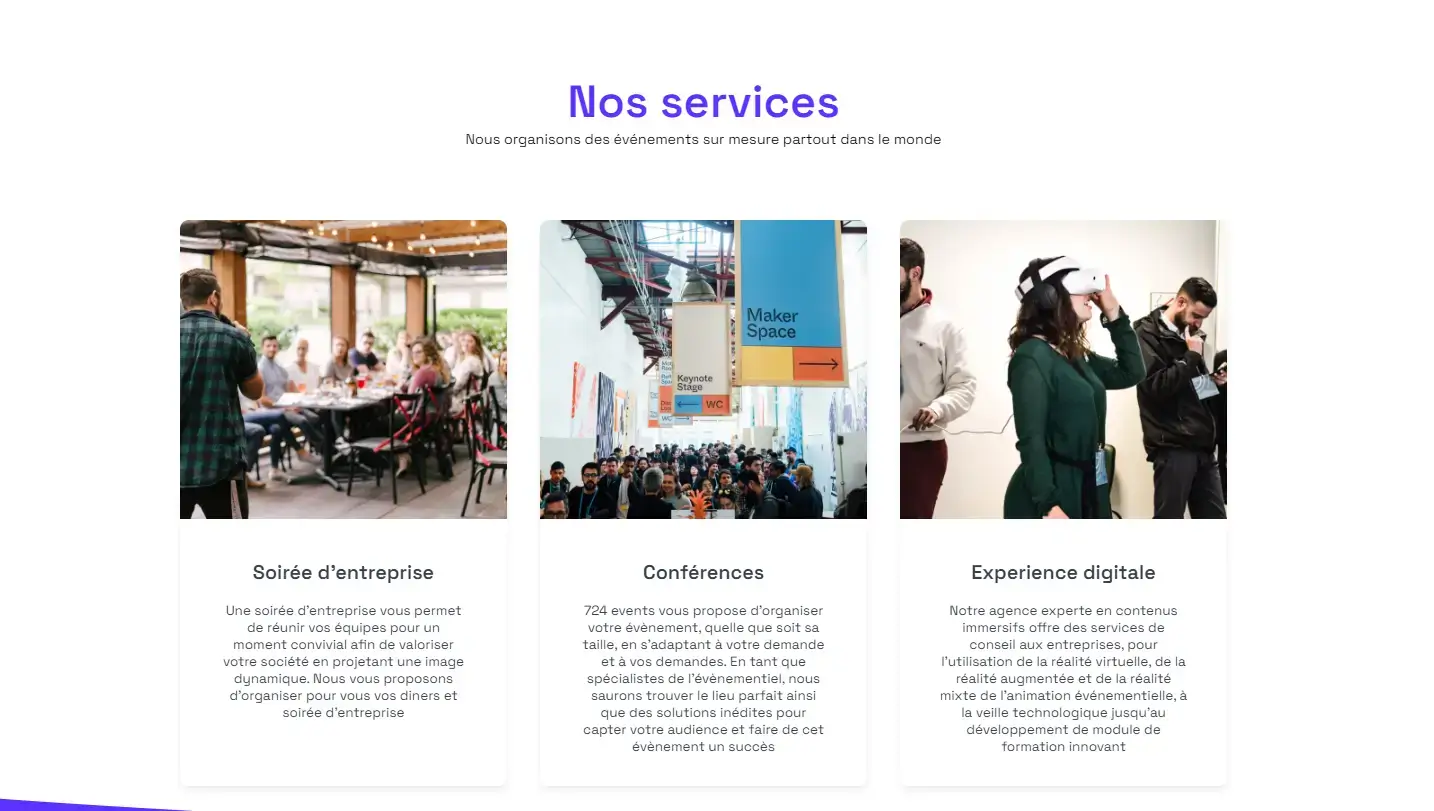 Nos services
Nous organisons des événements sur mesure partout dans le monde
Maker
Space
Keynote
Stage
WC
WC
Soirée d'entreprise
Une soirée d'entreprise vous permet
de réunir vos équipes pour un
moment convivial afin de valoriser
votre société en projetant une image
dynamique. Nous vous proposons
d'organiser pour vous vos diners et
soirée d'entreprise
Conférences
724 events vous propose d'organiser
votre évènement, quelle que soit sa
taille, en s'adaptant à votre demande
et à vos demandes. En tant que
spécialistes de l'évènementiel, nous
saurons trouver le lieu parfait ainsi
que des solutions inédites pour
capter votre audience et faire de cet
évènement un succès
Experience digitale
Notre agence experte en contenus
immersifs offre des services de
conseil aux entreprises, pour
l'utilisation de la réalité virtuelle, de la
réalité augmentée et de la réalité
mixte de l'animation événementielle, à
la veille technologique jusqu'au
développement de module de
formation innovant